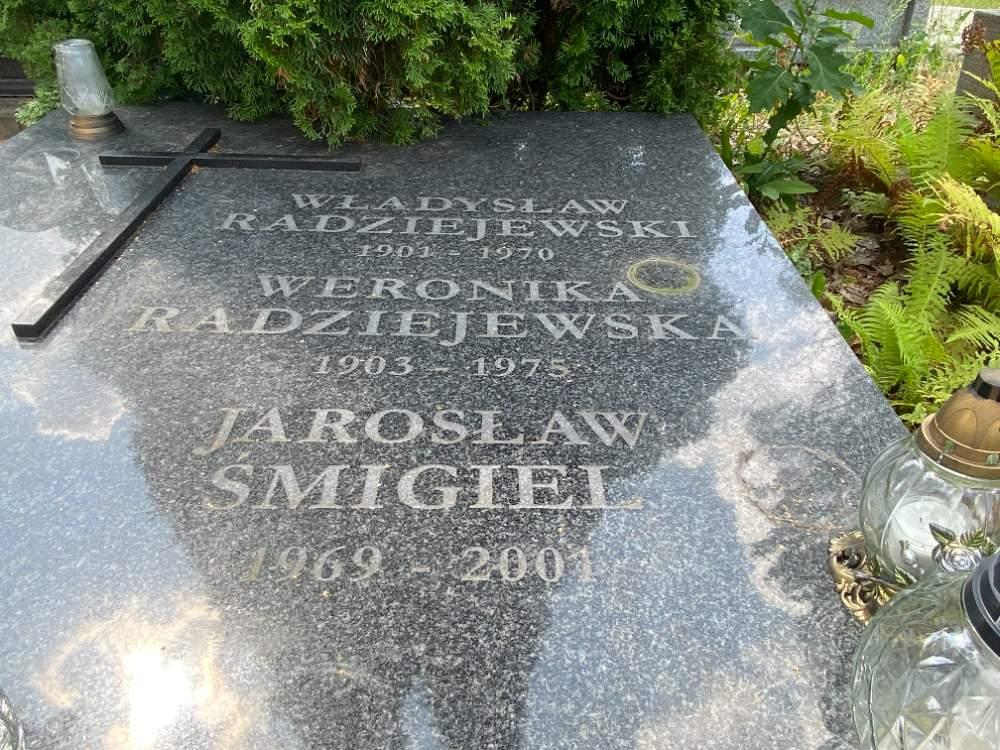 WŁADYSŁAW
RADZIEJEWSKI
1901 - 1970
WERONIKA
RADZIEJEWSKA
1903 - 1975
JAROSŁAW
ŚMIGIEL
1969 - 2001